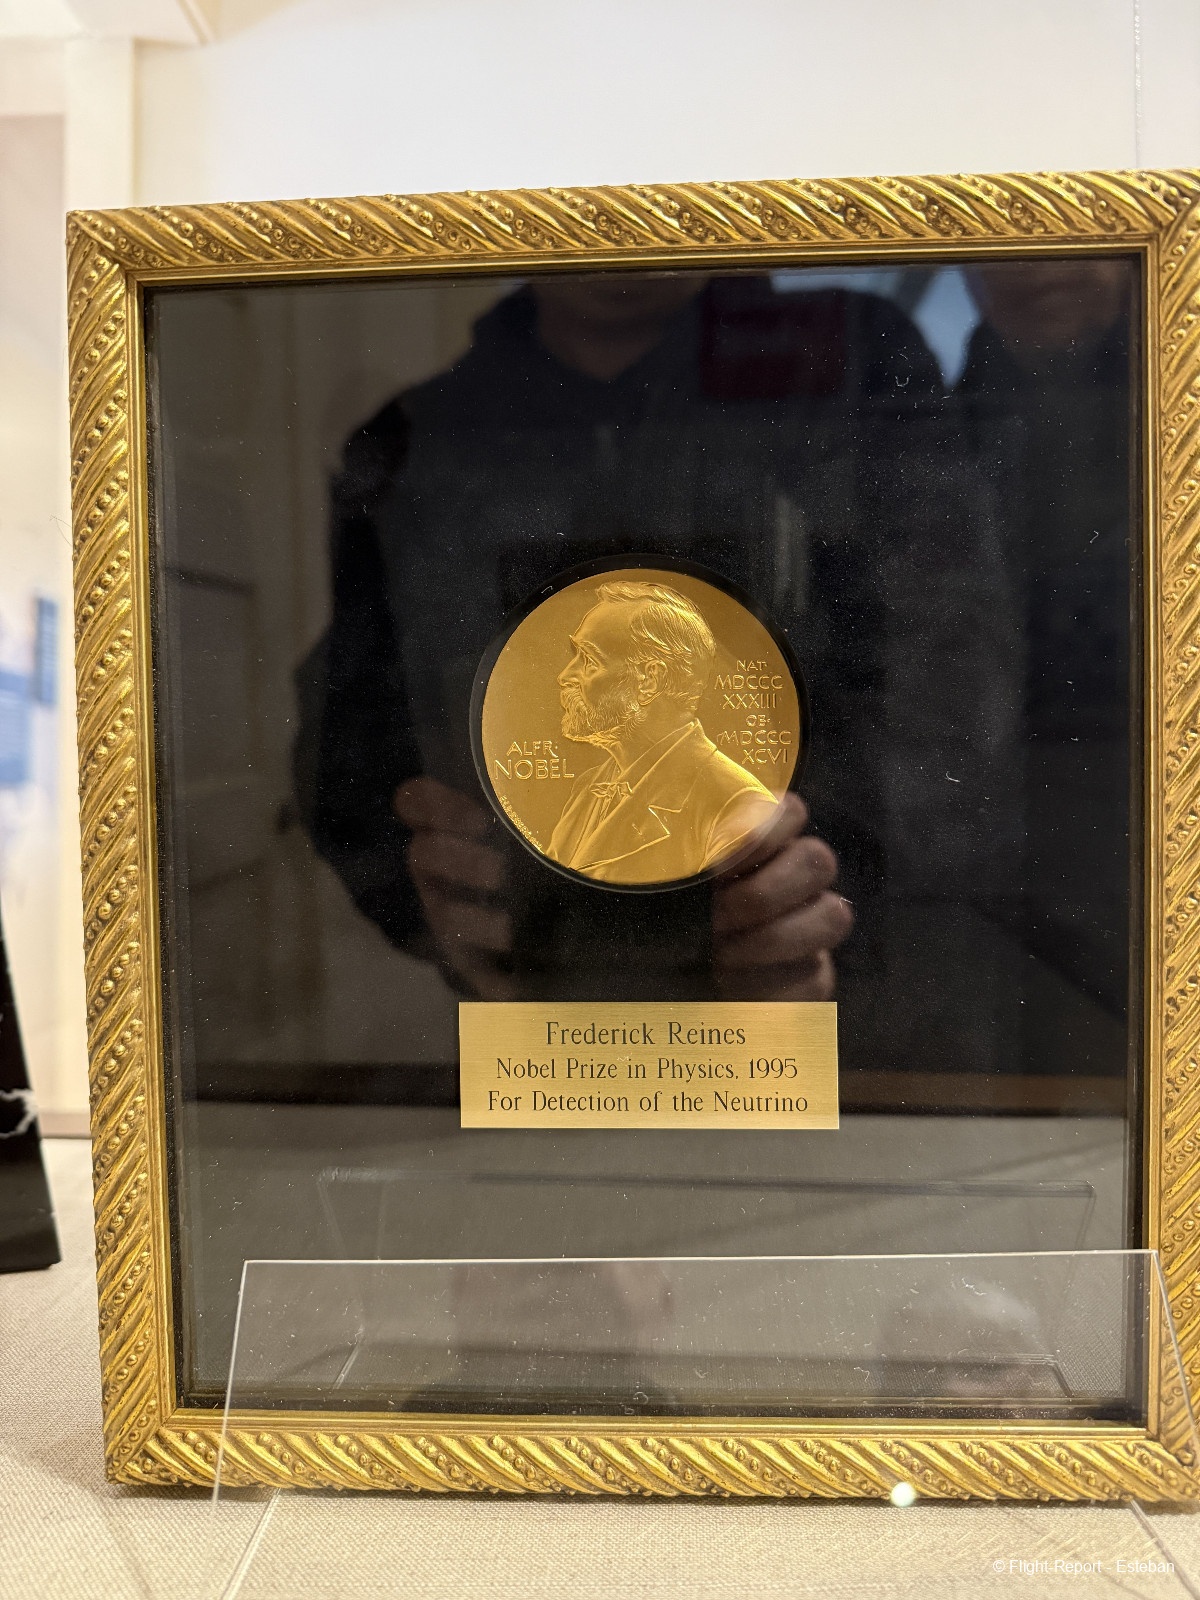 ALFR·
NOBEL
NAT·
MDCCC
XXXIII
OB·
MDCCC
XCVI
Frederick Reines
Nobel Prize in Physics, 1995
For Detection of the Neutrino
© Flight-Report - Esteban